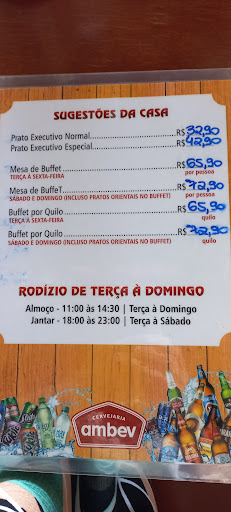 SUGESTÕES DA CASA
Prato Executivo Normal..............................R$ 32,90
Prato Executivo Especial.............................R$ 42,90
Mesa de Buffet..........................................R$ 65,90
TERÇA À SEXTA-FEIRA por pessoa
Mesa de BuffeT.........................................R$ 72,90
SÁBADO E DOMINGO (INCLUSO PRATOS ORIENTAIS NO BUFFET) por pessoa
Buffet por Quilo........................................R$ 65,90
TERÇA À SEXTA-FEIRA quilo
Buffet por Quilo........................................R$ 72,90
SÁBADO E DOMINGO (INCLUSO PRATOS ORIENTAIS NO BUFFET) quilo
RODÍZIO DE TERÇA À DOMINGO
Almoço - 11:00 às 14:30 | Terça à Domingo
Jantar - 18:00 às 23:00 | Terça à Sábado
CERVEJARIA
ambev